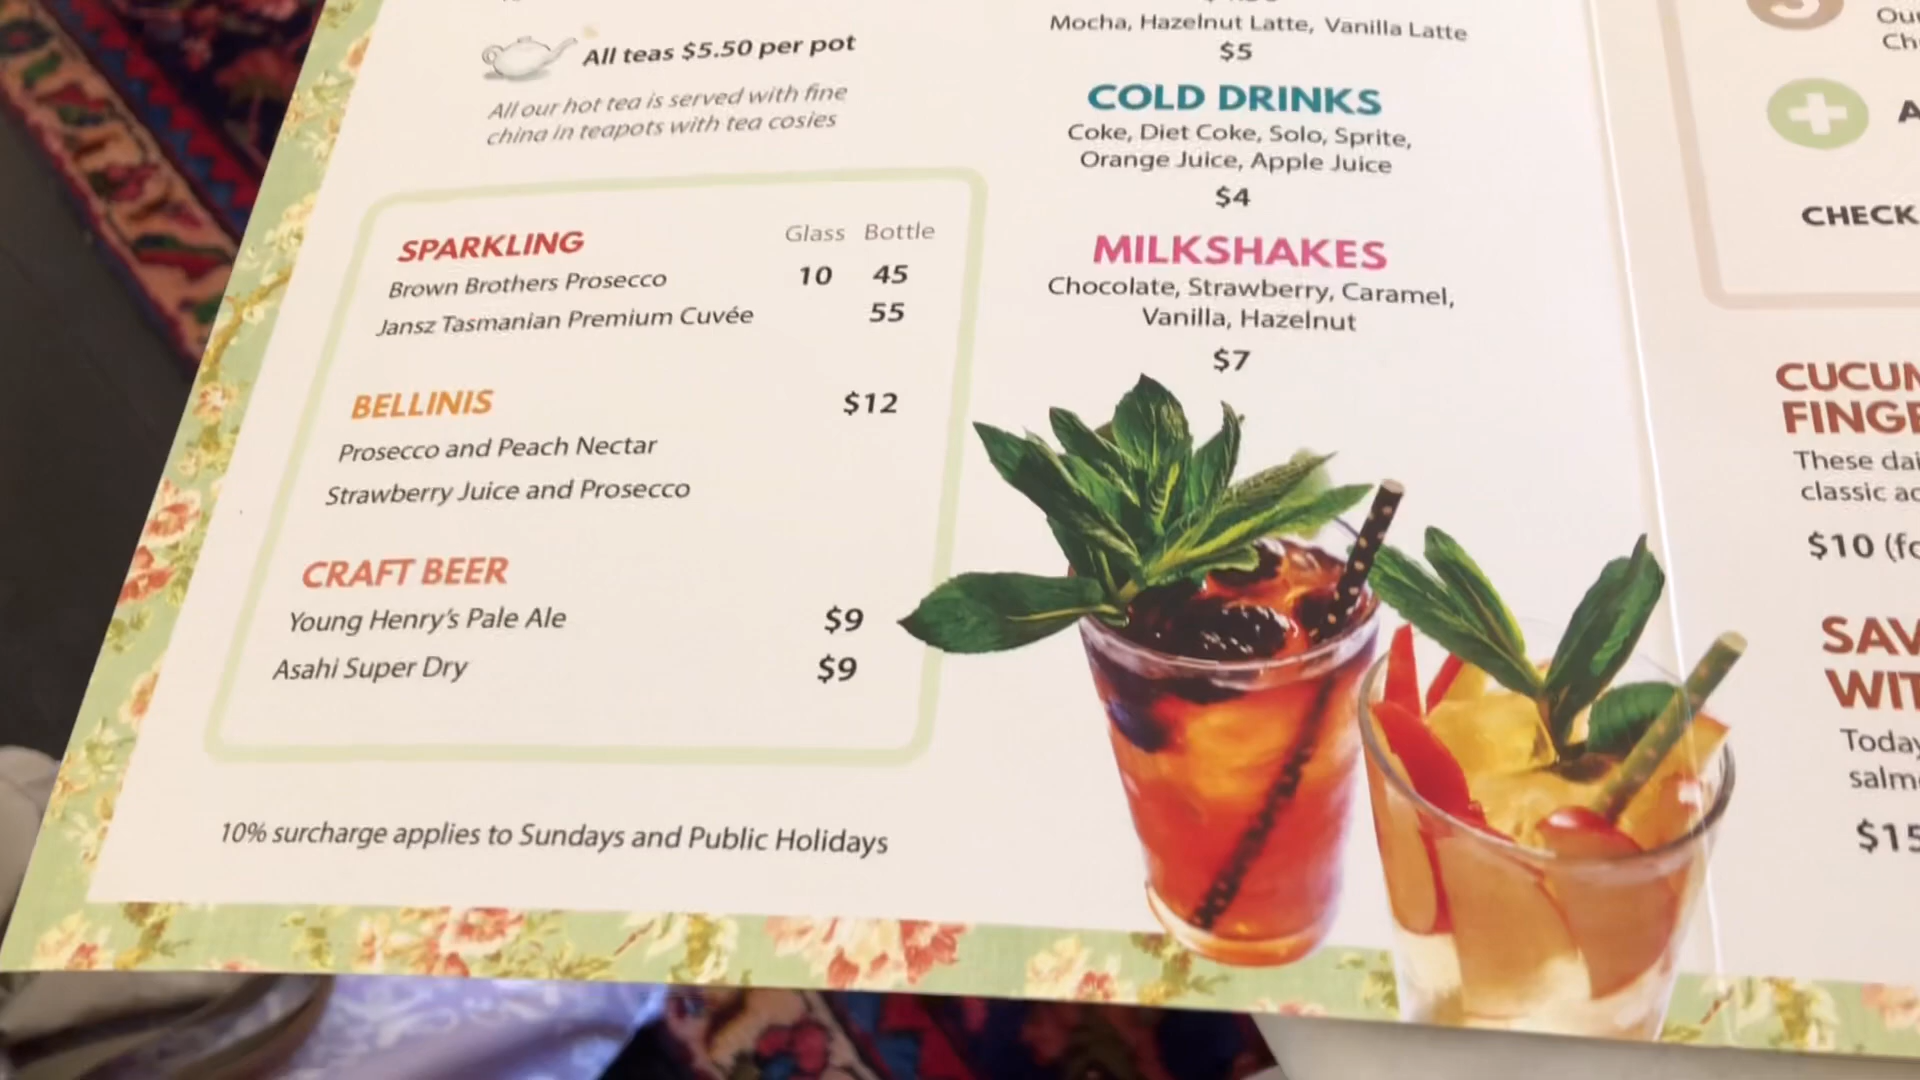 All teas $5.50 per pot
All our hot tea is served with fine
china in teapots with tea cosies
SPARKLING Glass Bottle
Brown Brothers Prosecco 10 45
Jansz Tasmanian Premium Cuvée 55
BELLINIS $12
Prosecco and Peach Nectar
Strawberry Juice and Prosecco
CRAFT BEER
Young Henry's Pale Ale $9
Asahi Super Dry $9
10% surcharge applies to Sundays and Public Holidays
Mocha, Hazelnut Latte, Vanilla Latte
$5
COLD DRINKS
Coke, Diet Coke, Solo, Sprite,
Orange Juice, Apple Juice
$4
MILKSHAKES
Chocolate, Strawberry, Caramel,
Vanilla, Hazelnut
$7
CHECK
These
classic
$10
$15